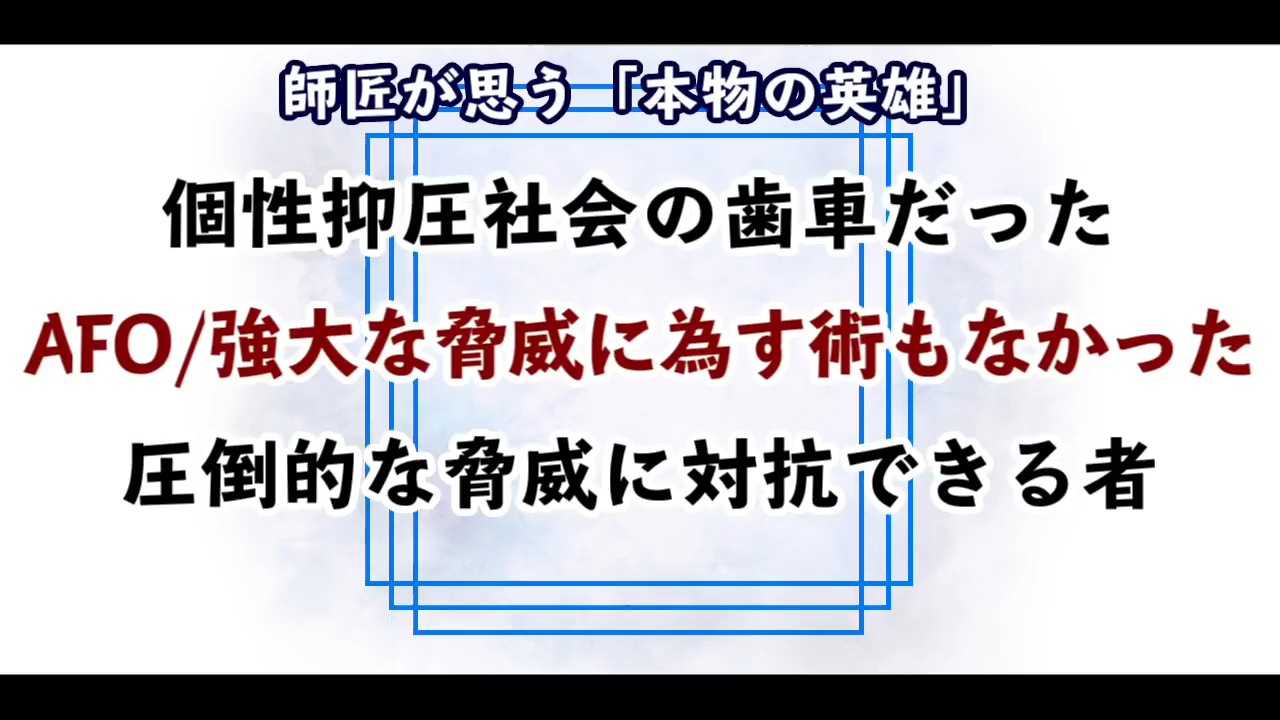 師匠が思う「本物の英雄」
個性抑圧社会の歯車だった
AFO/強大な脅威に為す術もなかった
圧倒的な脅威に対抗できる者